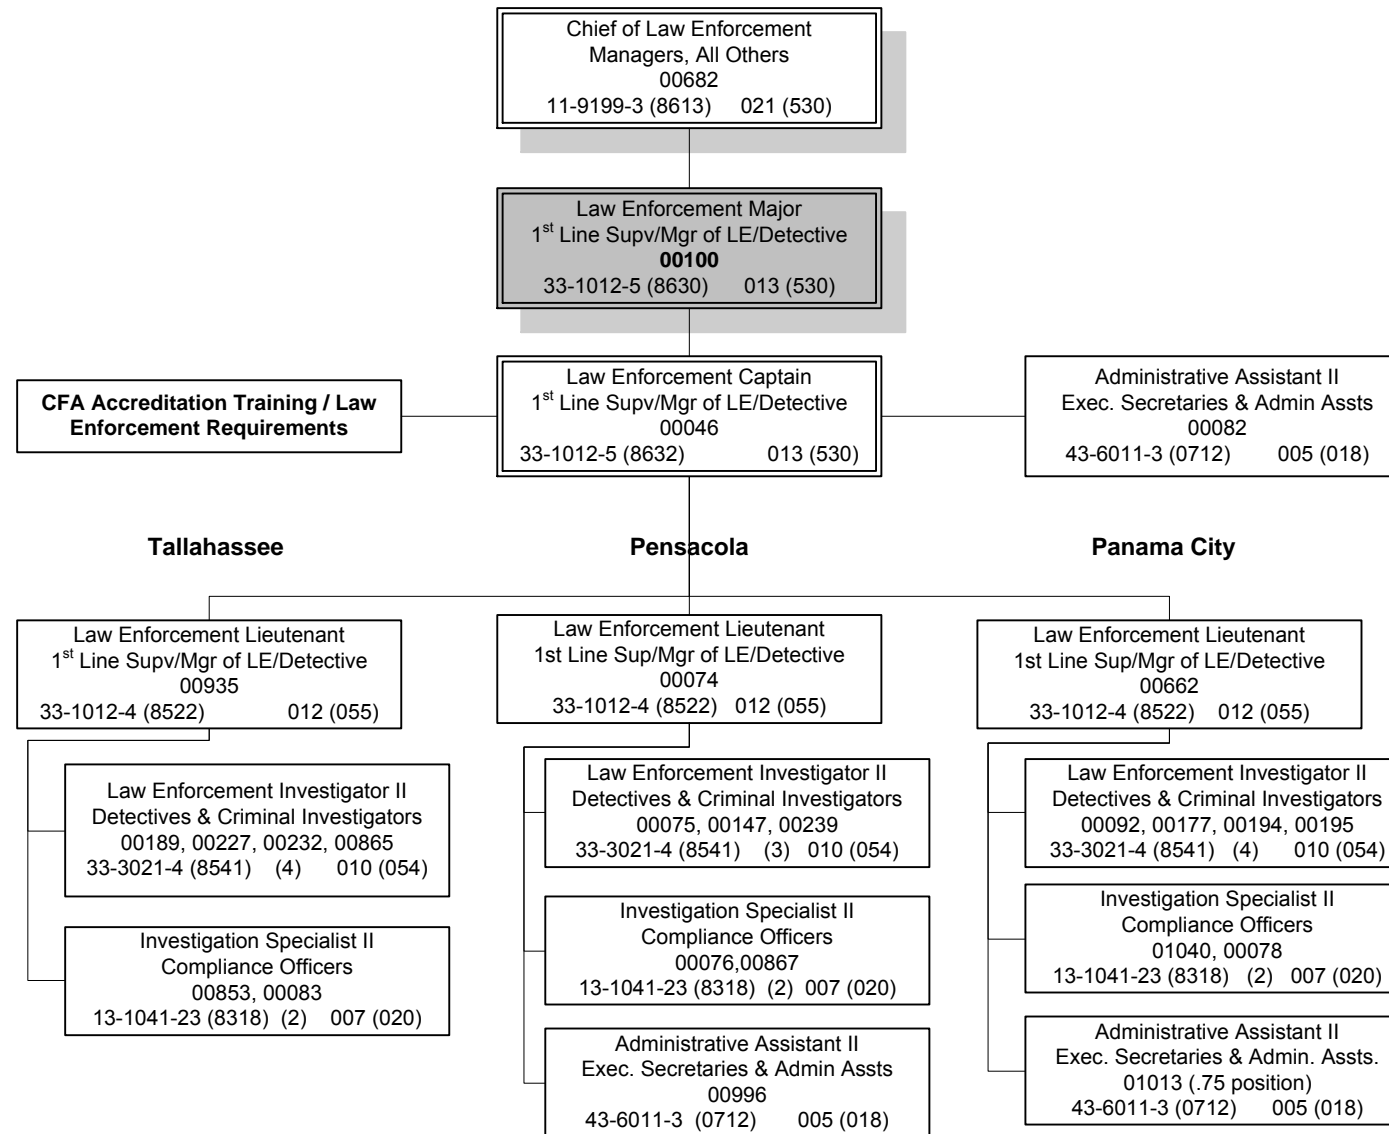 Chief of Law Enforcement
Managers, All Others
00682
11-9199-3 (8613) 021 (530)
Law Enforcement Major
1st Line Supv/Mgr of LE/Detective
00100
33-1012-5 (8630) 013 (530)
CFA Accreditation Training / Law
Enforcement Requirements
Law Enforcement Captain
1st Line Supv/Mgr of LE/Detective
00046
33-1012-5 (8632) 013 (530)
Administrative Assistant II
Exec. Secretaries & Admin Assts
00082
43-6011-3 (0712) 005 (018)
Tallahassee
Law Enforcement Lieutenant
1st Line Supv/Mgr of LE/Detective
00935
33-1012-4 (8522) 012 (055)
Law Enforcement Investigator II
Detectives & Criminal Investigators
00189, 00227, 00232, 00865
33-3021-4 (8541) (4) 010 (054)
Investigation Specialist II
Compliance Officers
00853, 00083
13-1041-23 (8318) (2) 007 (020)
Pensacola
Law Enforcement Lieutenant
1st Line Sup/Mgr of LE/Detective
00074
33-1012-4 (8522) 012 (055)
Law Enforcement Investigator II
Detectives & Criminal Investigators
00075, 00147, 00239
33-3021-4 (8541) (3) 010 (054)
Investigation Specialist II
Compliance Officers
00076,00867
13-1041-23 (8318) (2) 007 (020)
Administrative Assistant II
Exec. Secretaries & Admin Assts
00996
43-6011-3 (0712) 005 (018)
Panama City
Law Enforcement Lieutenant
1st Line Sup/Mgr of LE/Detective
00662
33-1012-4 (8522) 012 (055)
Law Enforcement Investigator II
Detectives & Criminal Investigators
00092, 00177, 00194, 00195
33-3021-4 (8541) (4) 010 (054)
Investigation Specialist II
Compliance Officers
01040, 00078
13-1041-23 (8318) (2) 007 (020)
Administrative Assistant II
Exec. Secretaries & Admin. Assts.
01013 (.75 position)
43-6011-3 (0712) 005 (018)